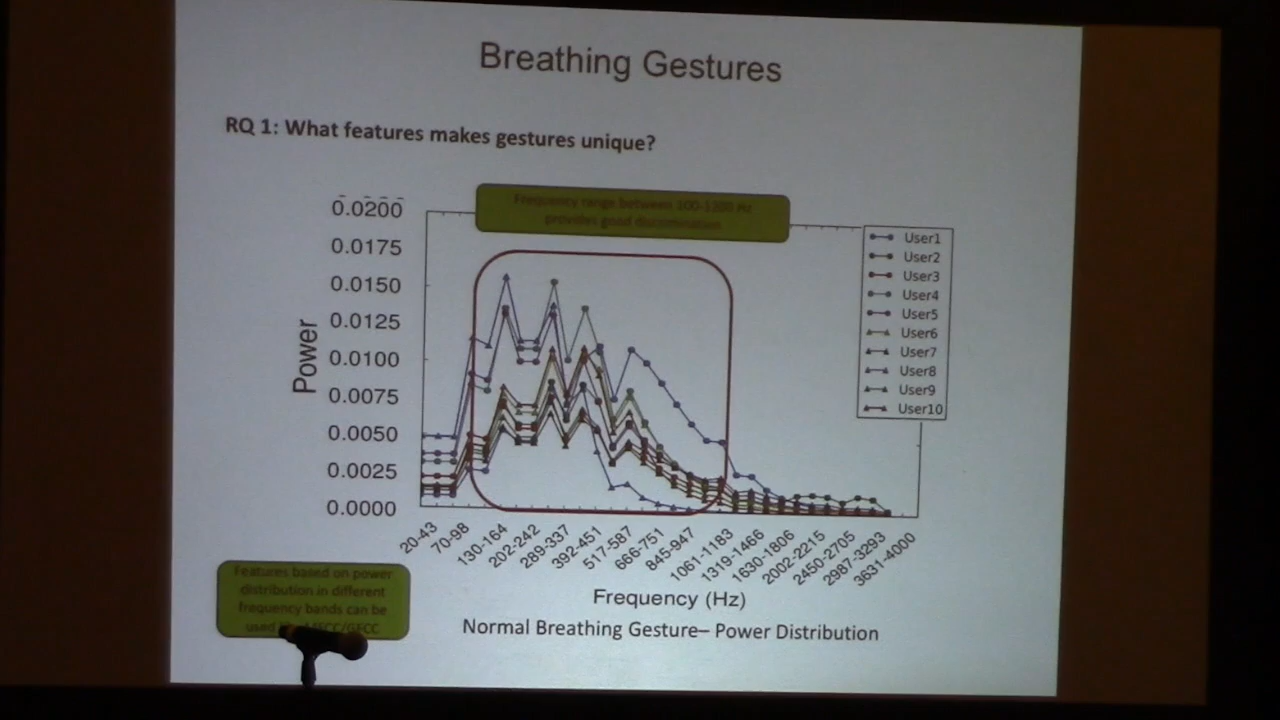 Breathing Gestures
RQ 1: What features makes gestures unique?
Frequency range between 100-1200 Hz
provides good discrimination
0.0200
0.0175
0.0150
0.0125
0.0100
0.0075
0.0050
0.0025
0.0000
Power
User1
User2
User3
User4
User5
User6
User7
User8
User9
User10
20-43
70-98
130-164
202-242
289-337
392-451
517-587
666-751
845-947
1061-1183
1319-1466
1630-1806
2002-2215
2450-2705
2987-3293
3631-4000
Frequency (Hz)
Normal Breathing Gesture– Power Distribution
Features based on power
distribution in different
frequency bands can be
used MFCC/GFCC